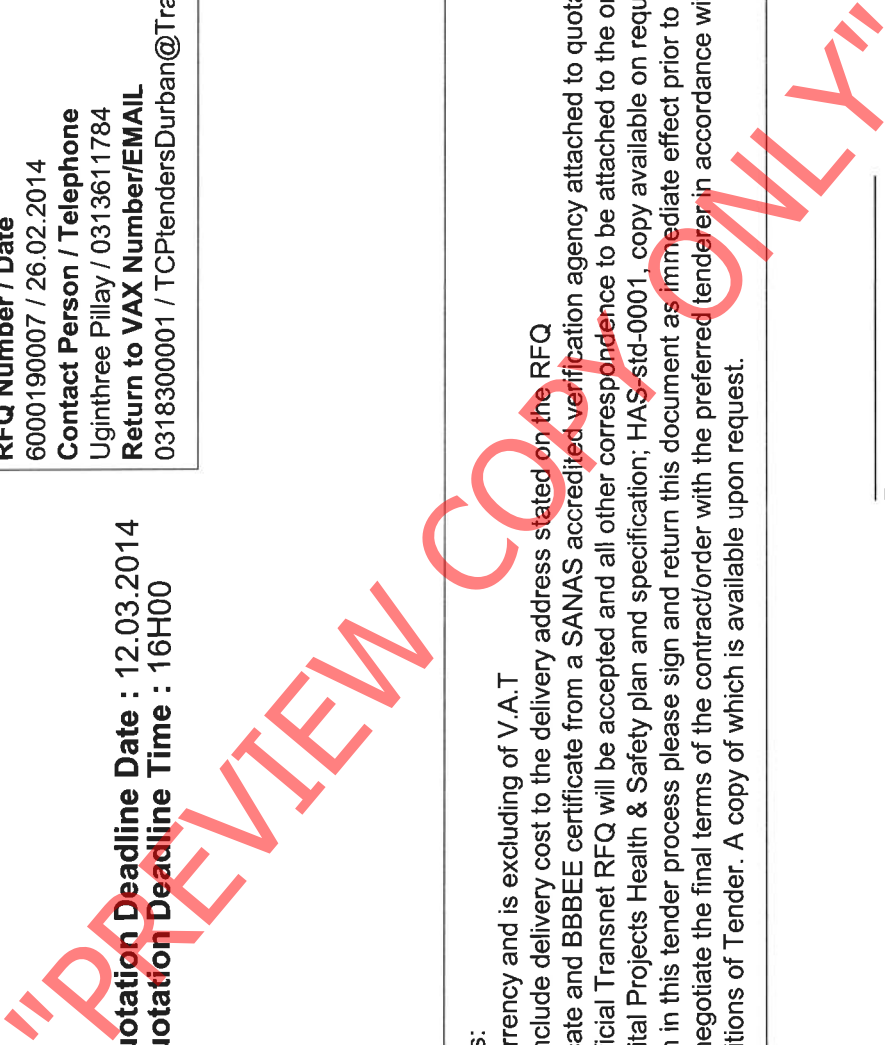 RFQ Number / Date
6000190007 / 26.02.2014
Contact Person / Telephone
Uginthree Pillay / 0313611784
Return to VAX Number/EMAIL
0318300001 / TCPtendersDurban@Tra
uotation Deadline Date : 12.03.2014
uotation Deadline Time : 16H00
s:
rrency and is excluding of V.A.T
nclude delivery cost to the delivery address stated on the RFQ
ate and BBBEE certificate from a SANAS accredited verification agency attached to quota
icial Transnet RFQ will be accepted and all other correspondence to be attached to the or
ital Projects Health & Safety plan and specification; HAS-std-0001, copy available on requ
n in this tender process please sign and return this document as immediate effect prior to
negotiate the final terms of the contract/order with the preferred tenderer in accordance wi
itions of Tender. A copy of which is available upon request.
"PREVIEW COPY ONLY"